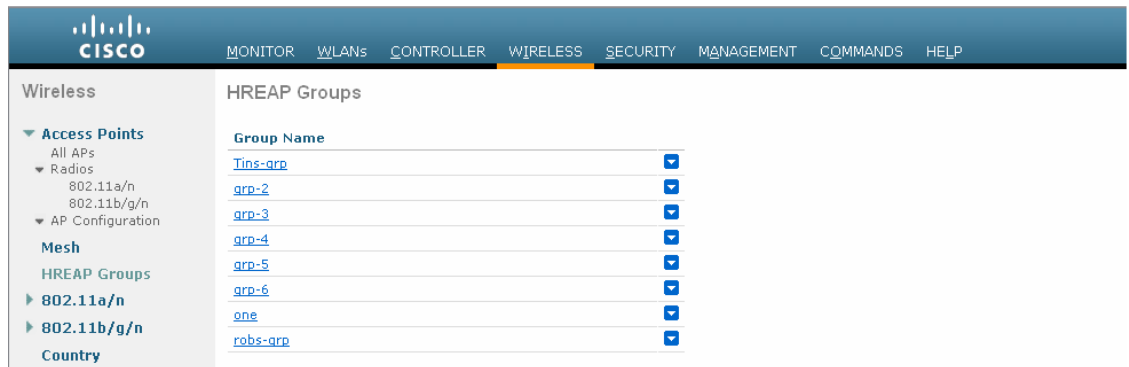 CISCO
MONITOR WLANs CONTROLLER WIRELESS SECURITY MANAGEMENT COMMANDS HELP
Wireless
Access Points
All APs
Radios
802.11a/n
802.11b/g/n
AP Configuration
Mesh
HREAP Groups
802.11a/n
802.11b/g/n
Country
HREAP Groups
Group Name
Tins-grp
grp-2
grp-3
grp-4
grp-5
grp-6
one
robs-grp